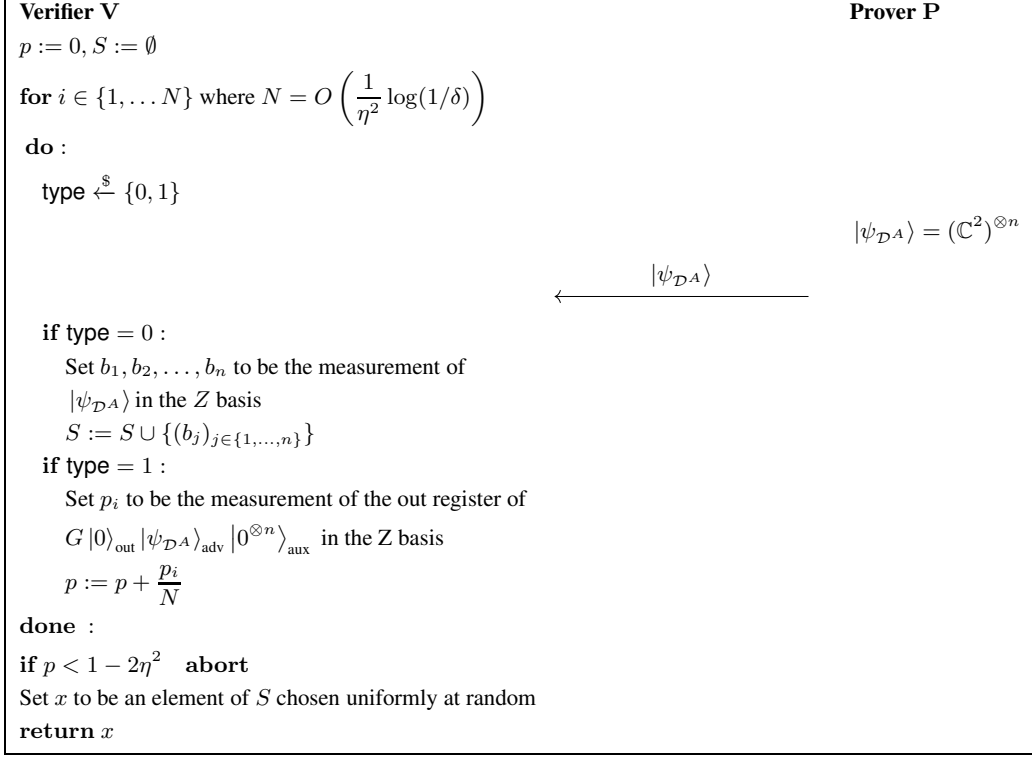 Verifier V Prover P
p := 0, S := ∅
for i ∈ {1, … N} where N = O(1/η² log(1/δ))
do :
type ←$ {0, 1}
|ψ_{𝒟^A}⟩ = (ℂ²)^{⊗n}
|ψ_{𝒟^A}⟩
if type = 0 :
Set b₁, b₂, …, bₙ to be the measurement of
|ψ_{𝒟^A}⟩ in the Z basis
S := S ∪ {(b_j)_{j∈{1,…,n}}}
if type = 1 :
Set p_i to be the measurement of the out register of
G |0⟩_out |ψ_{𝒟^A}⟩_adv |0^{⊗n}⟩_aux in the Z basis
p := p + p_i/N
done :
if p < 1 − 2η² abort
Set x to be an element of S chosen uniformly at random
return x